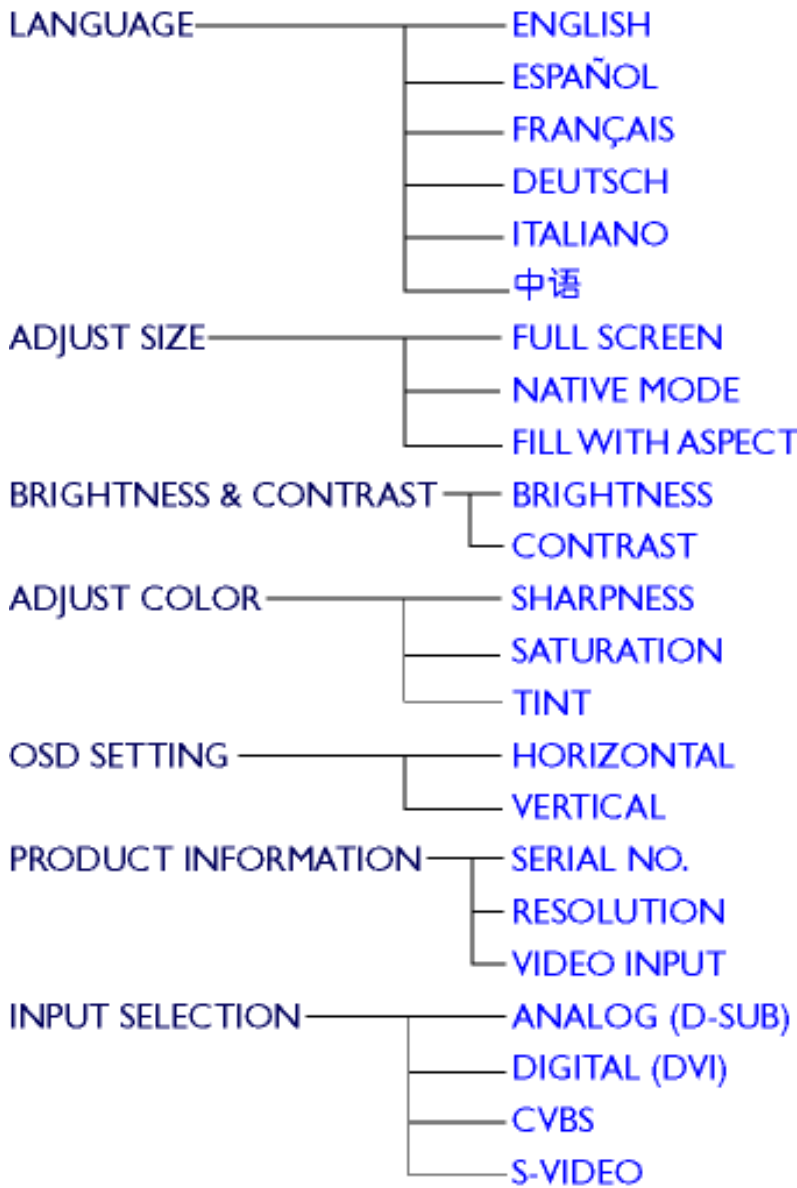 LANGUAGE ENGLISH
ESPAÑOL
FRANÇAIS
DEUTSCH
ITALIANO
中语
ADJUST SIZE FULL SCREEN
NATIVE MODE
FILL WITH ASPECT
BRIGHTNESS & CONTRAST BRIGHTNESS
CONTRAST
ADJUST COLOR SHARPNESS
SATURATION
TINT
OSD SETTING HORIZONTAL
VERTICAL
PRODUCT INFORMATION SERIAL NO.
RESOLUTION
VIDEO INPUT
INPUT SELECTION ANALOG (D-SUB)
DIGITAL (DVI)
CVBS
S-VIDEO